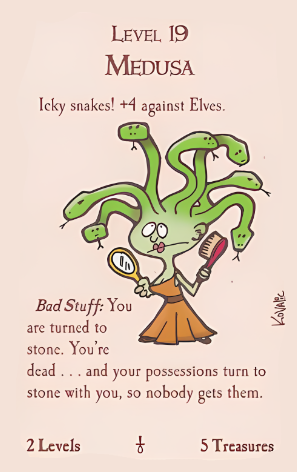 Level 19
Medusa
Icky snakes! +4 against Elves.
Bad Stuff: You
are turned to
stone. You're
dead . . . and your possessions turn to
stone with you, so nobody gets them.
Kovalic
2 Levels 5 Treasures